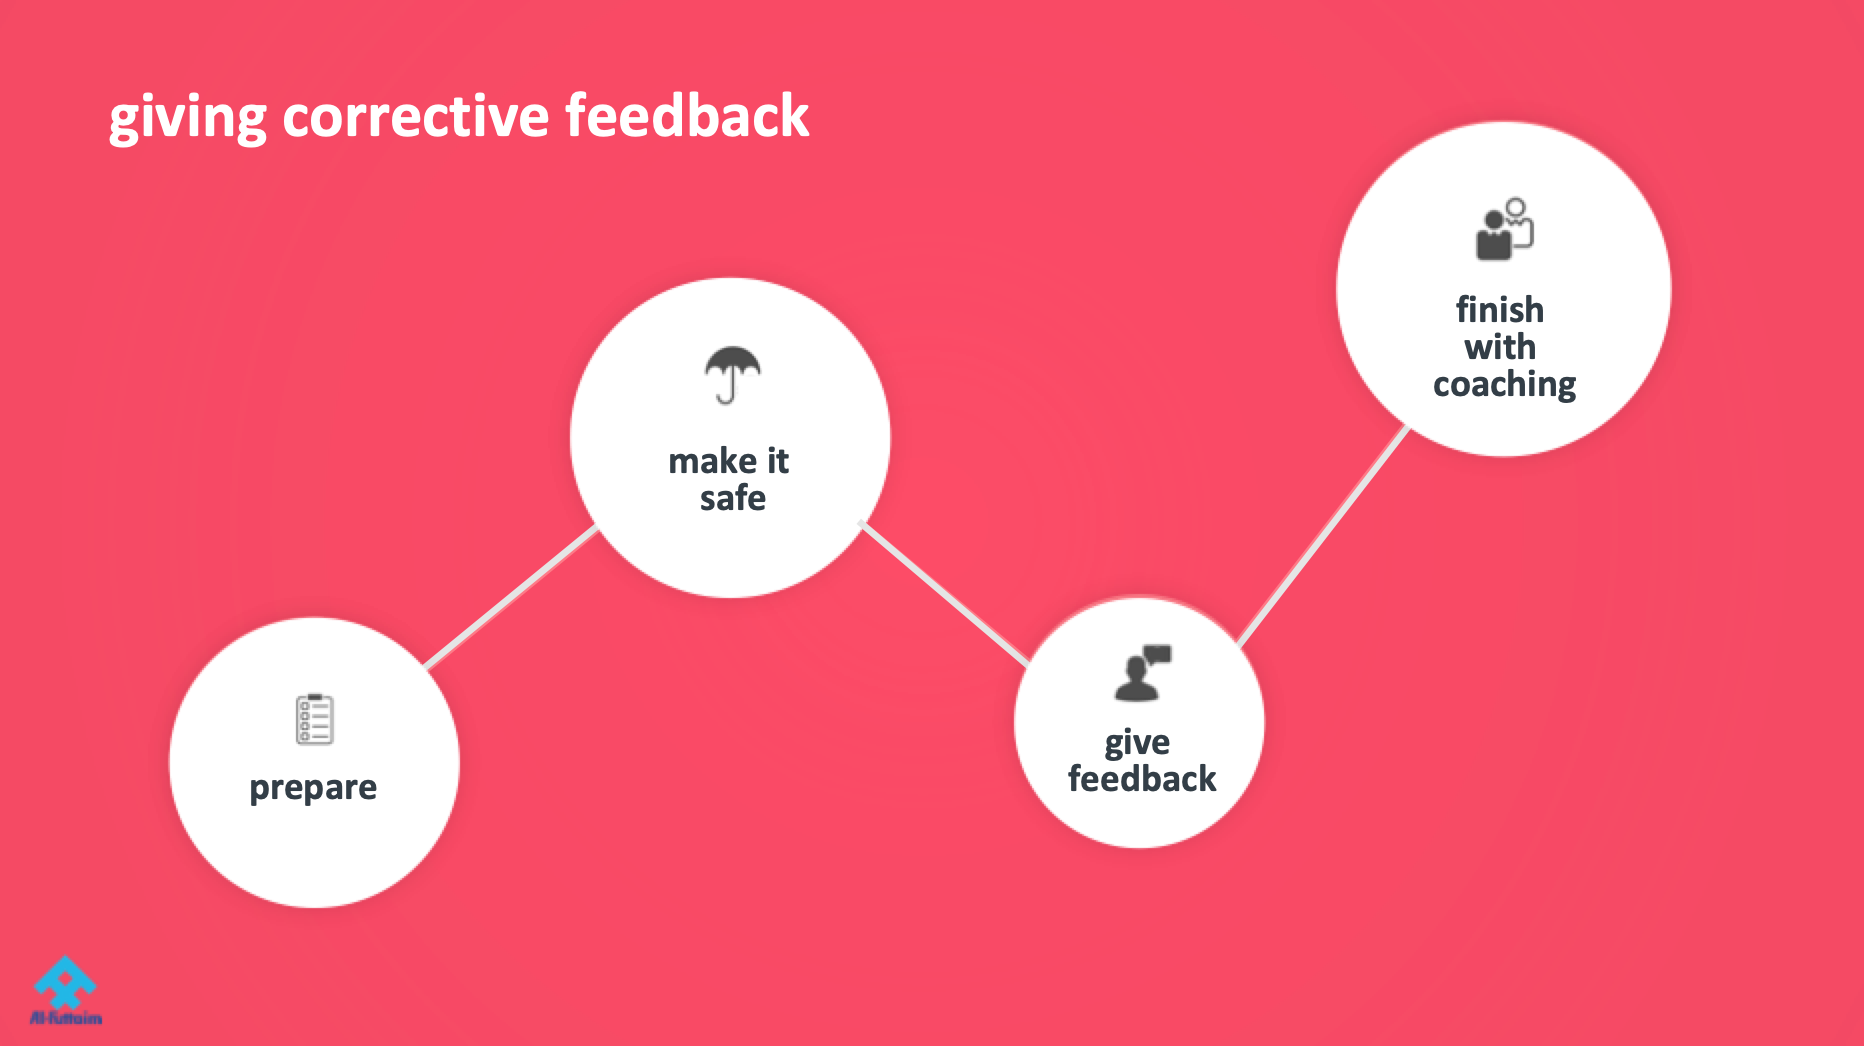 giving corrective feedback
finish
with
coaching
make it
safe
give
feedback
prepare
Al-Futtaim